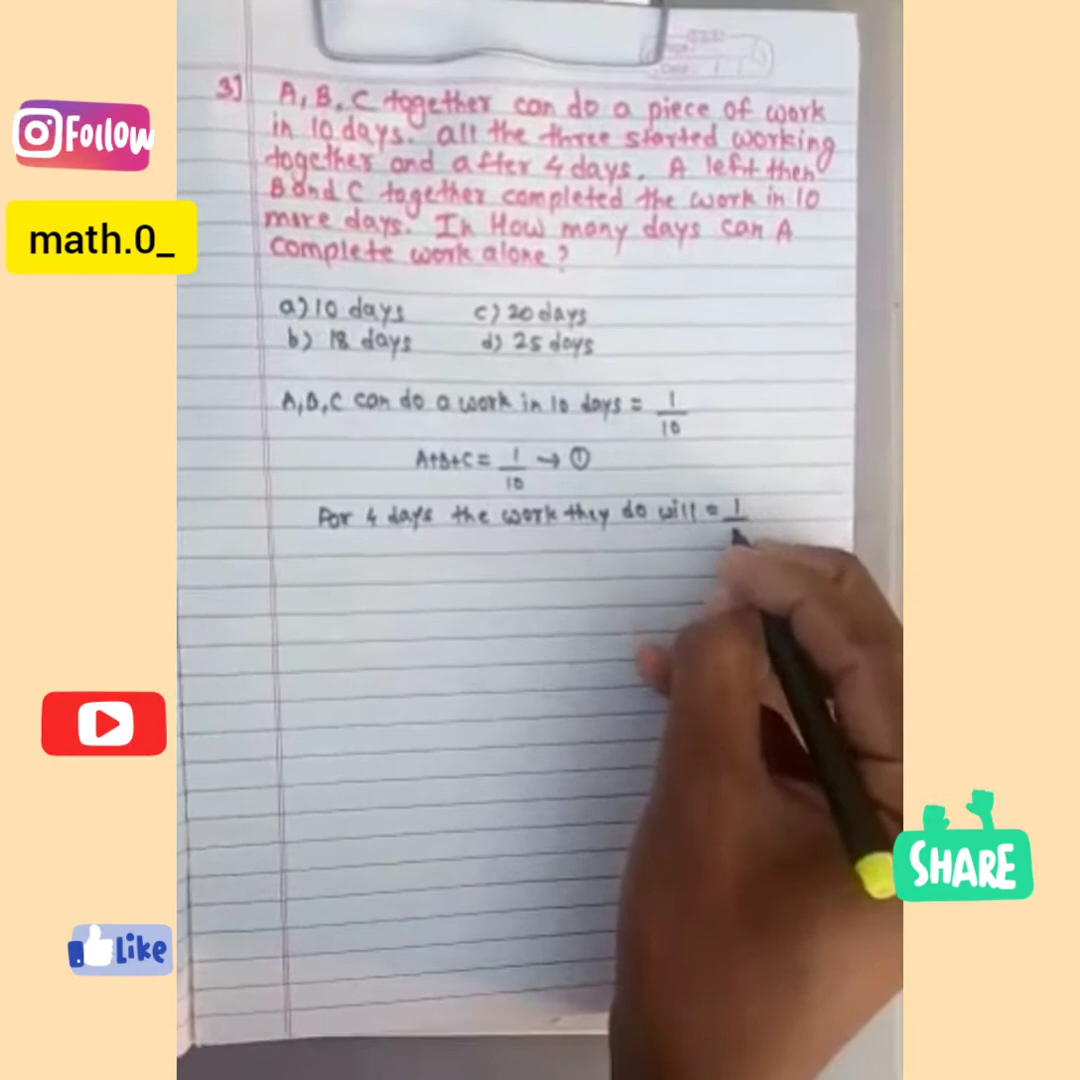 3] A, B, C together can do a piece of work
in 10 days. all the three started working
together and after 4 days. A left then
B and C together completed the work in 10
more days. In How many days can A
complete work alone?
a) 10 days c) 20 days
b) 18 days d) 25 days
A, B, C can do a work in 10 days = 1/10
A+B+C = 1/10 → ①
For 4 days the work they do will = 1
Follow
math.0_
SHARE
Like